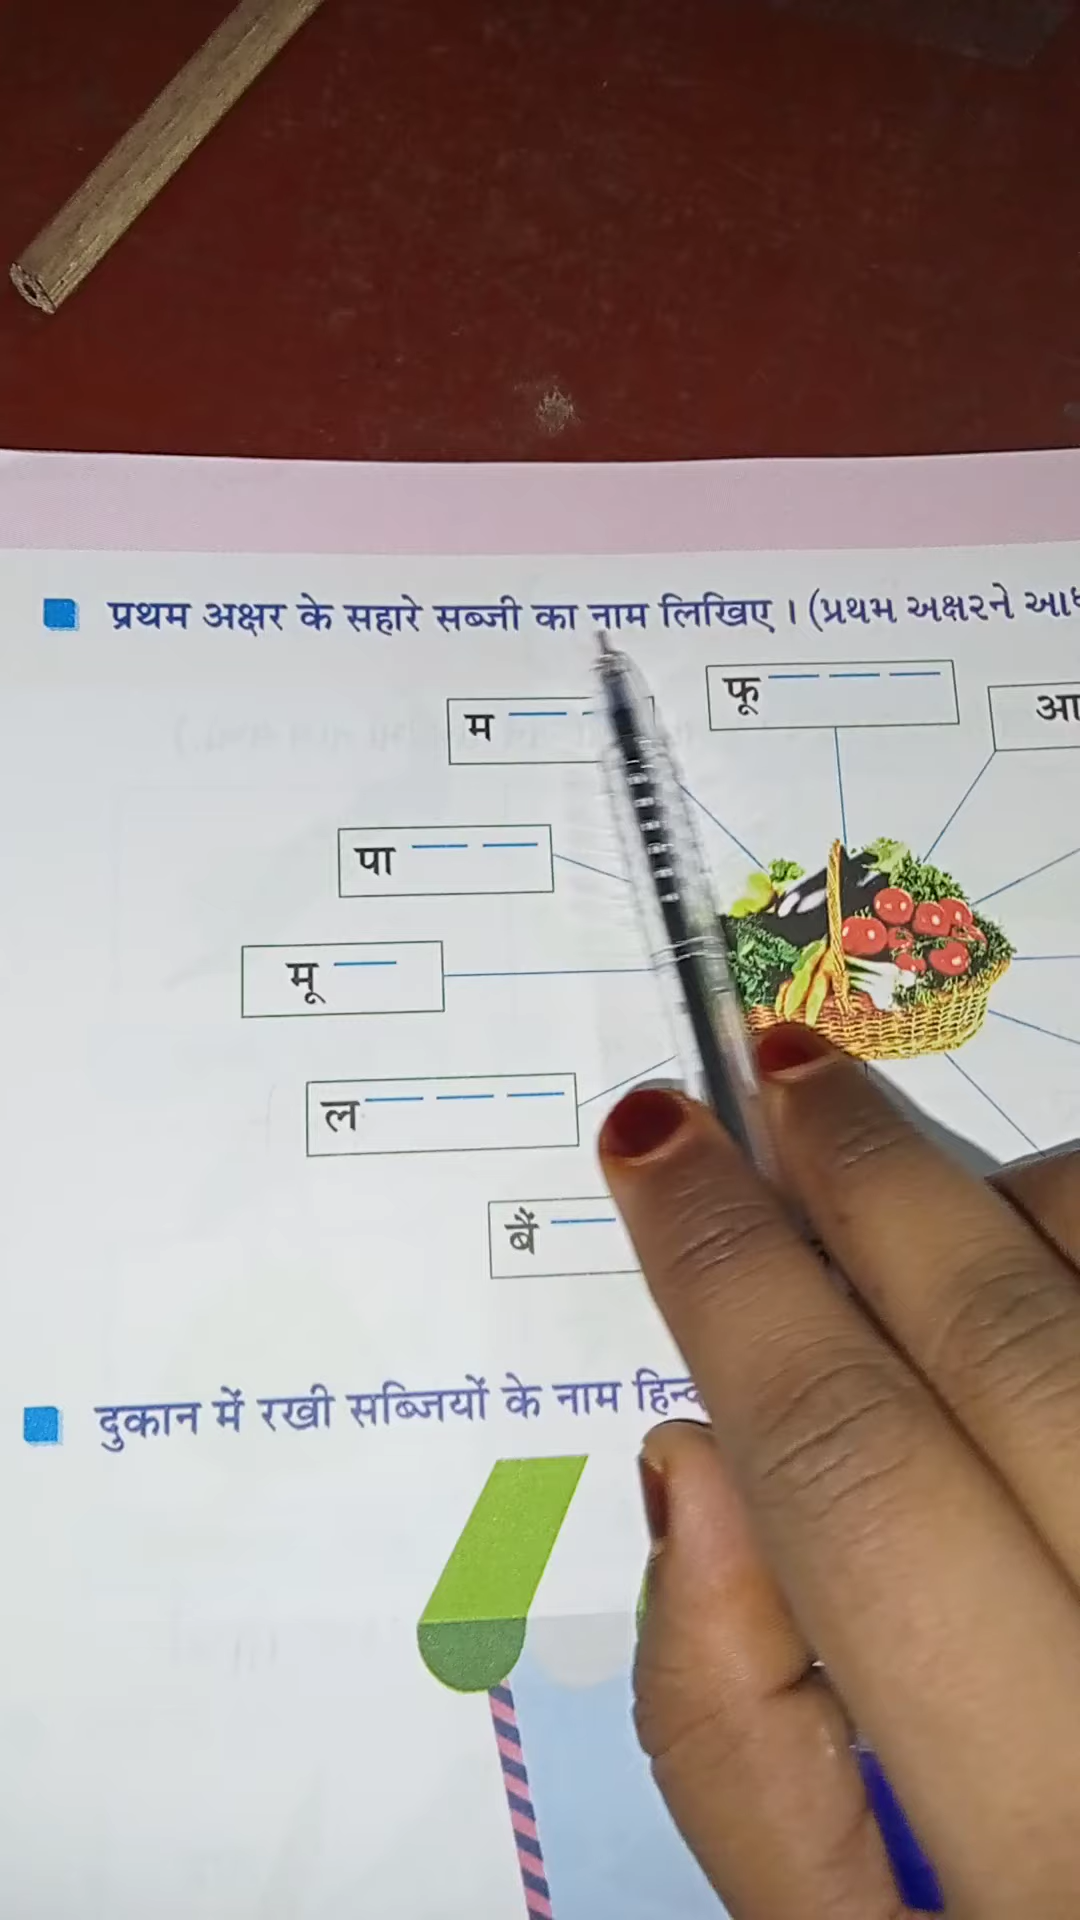 प्रथम अक्षर के सहारे सब्जी का नाम लिखिए । (પ્રથમ અક્ષરને
म
फू
आ
पा
मू
ल
बैं
दुकान में रखी सब्जियों के नाम